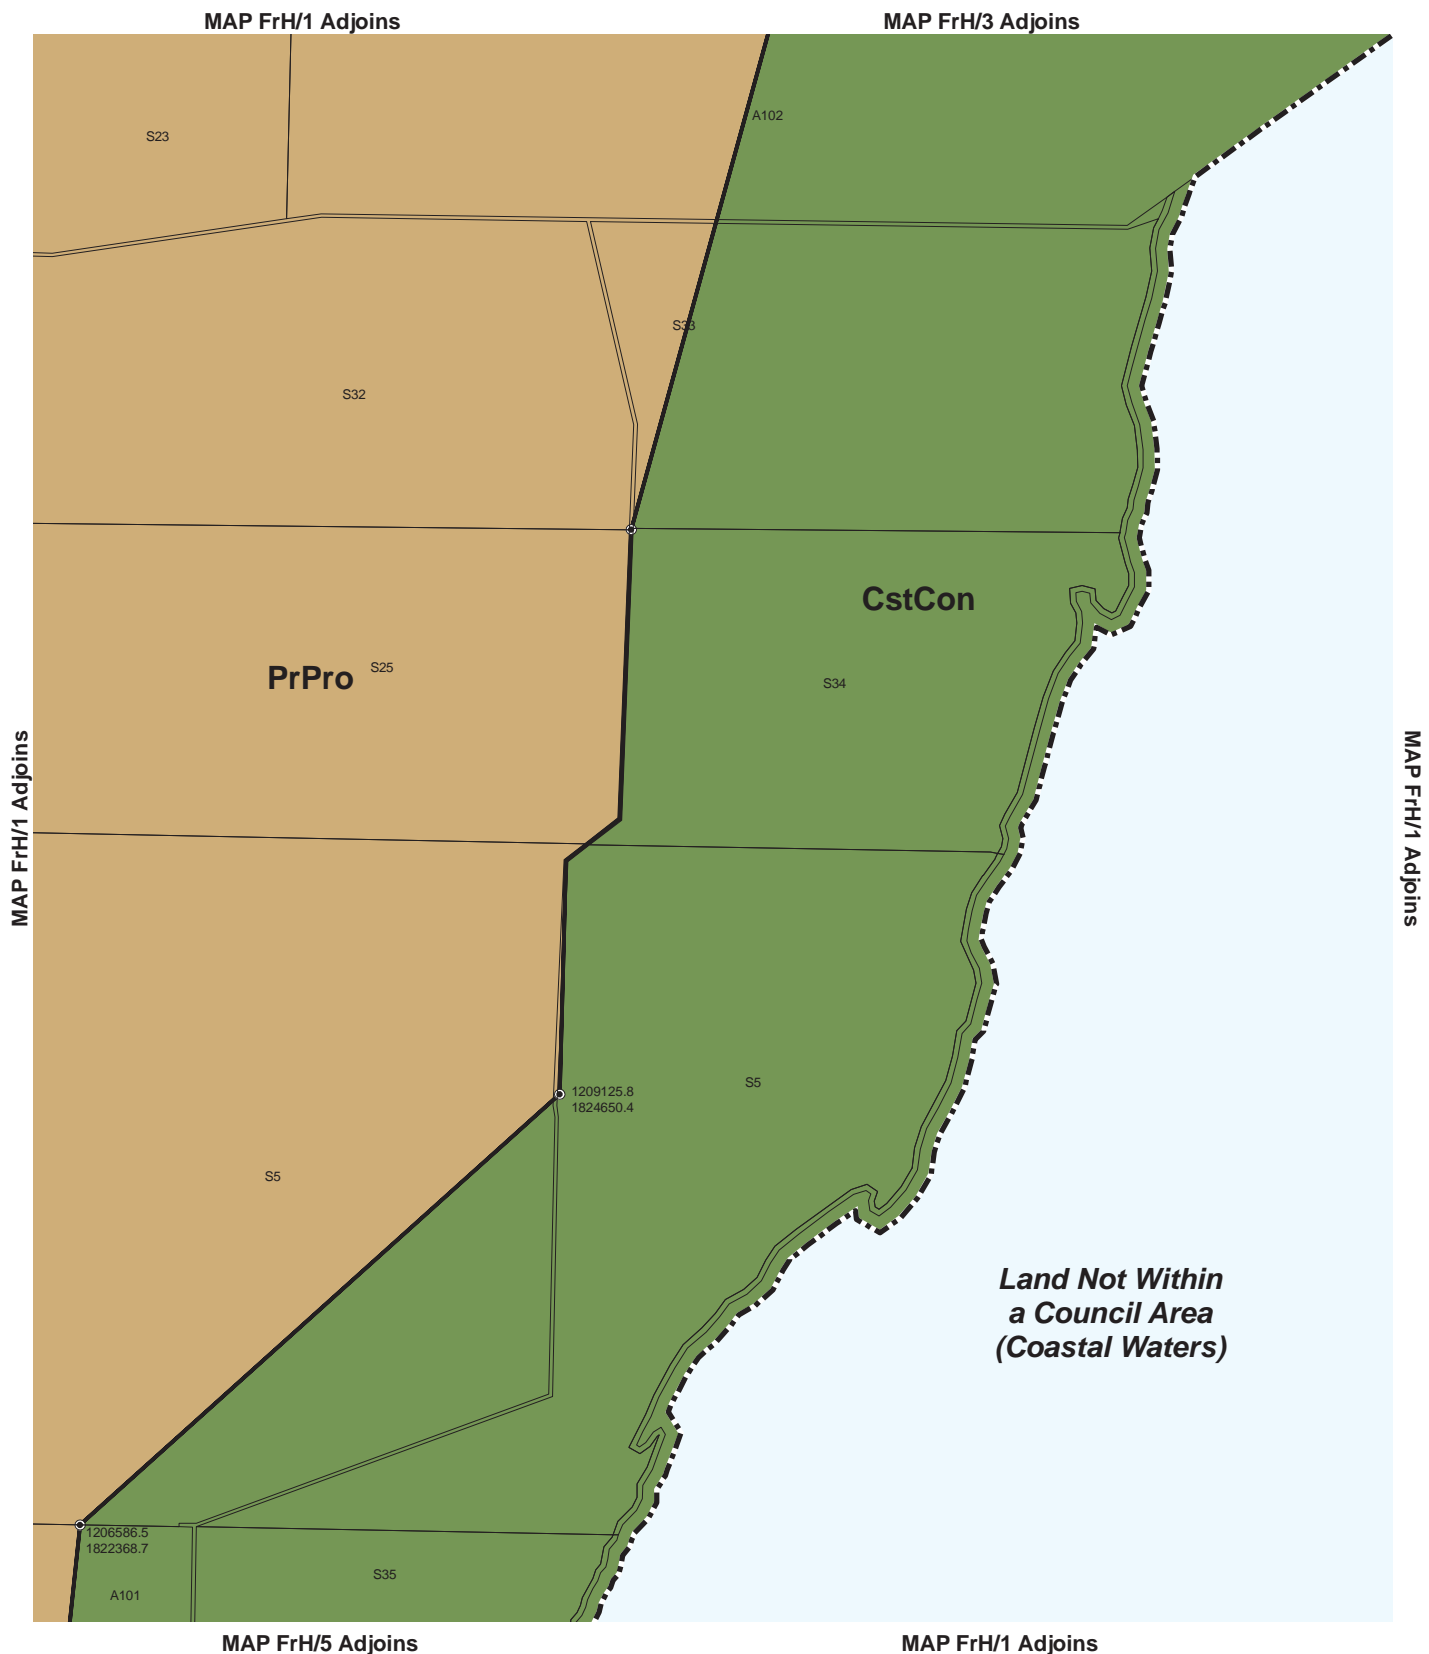 MAP FrH/1 Adjoins
MAP FrH/3 Adjoins
A102
S23
S33
S32
CstCon
S25
PrPro
S34
MAP FrH/1 Adjoins
MAP FrH/1 Adjoins
S5
1209125.8
1824650.4
S5
Land Not Within
a Council Area
(Coastal Waters)
1206586.5
1822368.7
S35
A101
MAP FrH/5 Adjoins
MAP FrH/1 Adjoins